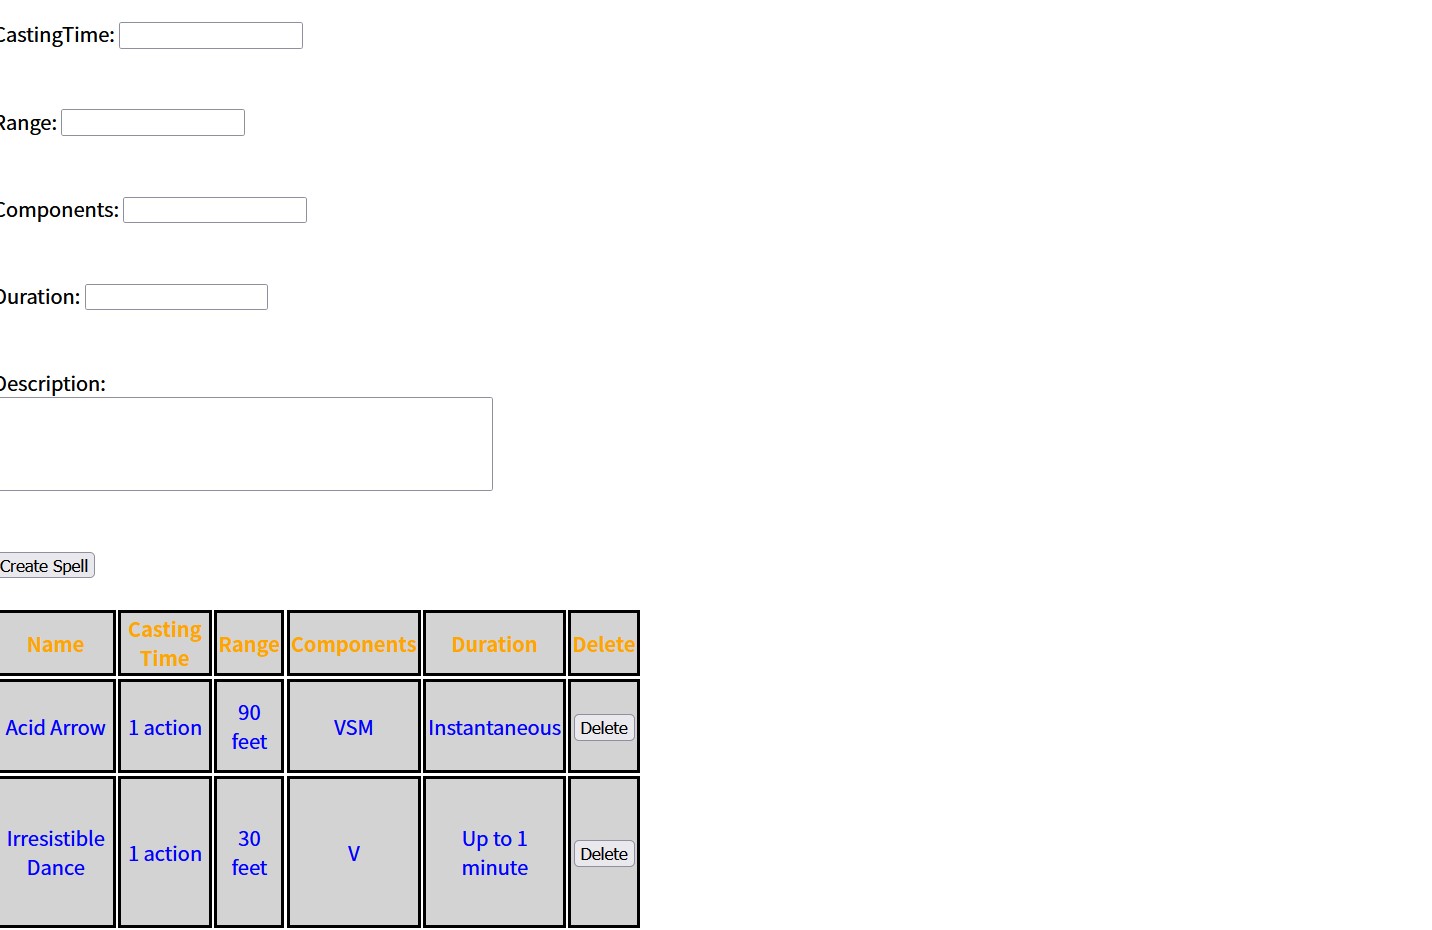 CastingTime:
Range:
Components:
Duration:
Description:
Create Spell
Name Casting Time Range Components Duration Delete
Acid Arrow 1 action 90 feet VSM Instantaneous Delete
Irresistible Dance 1 action 30 feet V Up to 1 minute Delete